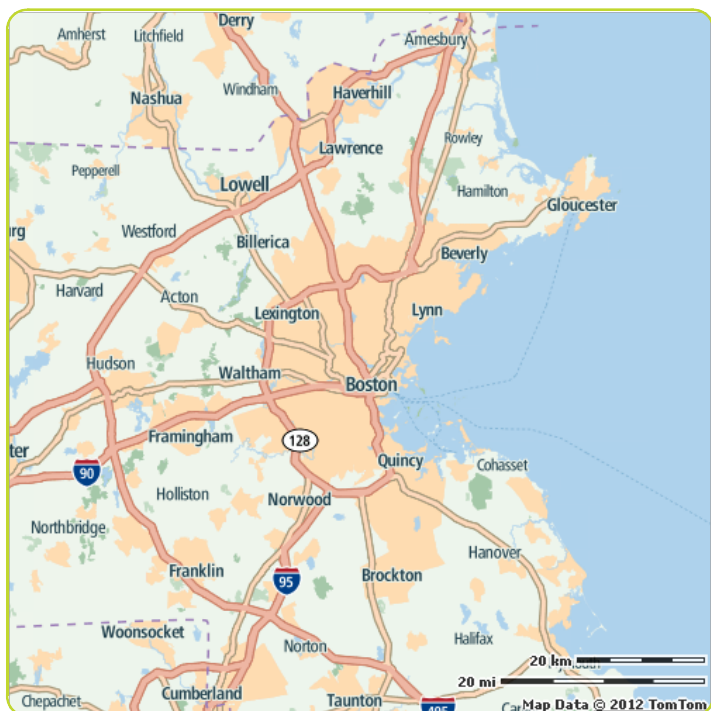 Derry
Amherst
Litchfield
Amesbury
Windham
Haverhill
Nashua
Rowley
Lawrence
Pepperell
Lowell
Hamilton
Gloucester
Westford
Billerica
Beverly
Harvard
Acton
Lexington
Lynn
Hudson
Waltham
Boston
Framingham
128
ter
Quincy
Cohasset
90
Holliston
Norwood
Northbridge
Hanover
Franklin
95
Brockton
Woonsocket
Norton
Halifax
20 km
20 mi
Cumberland
Chepachet
Taunton
495
Map Data © 2012 TomTom